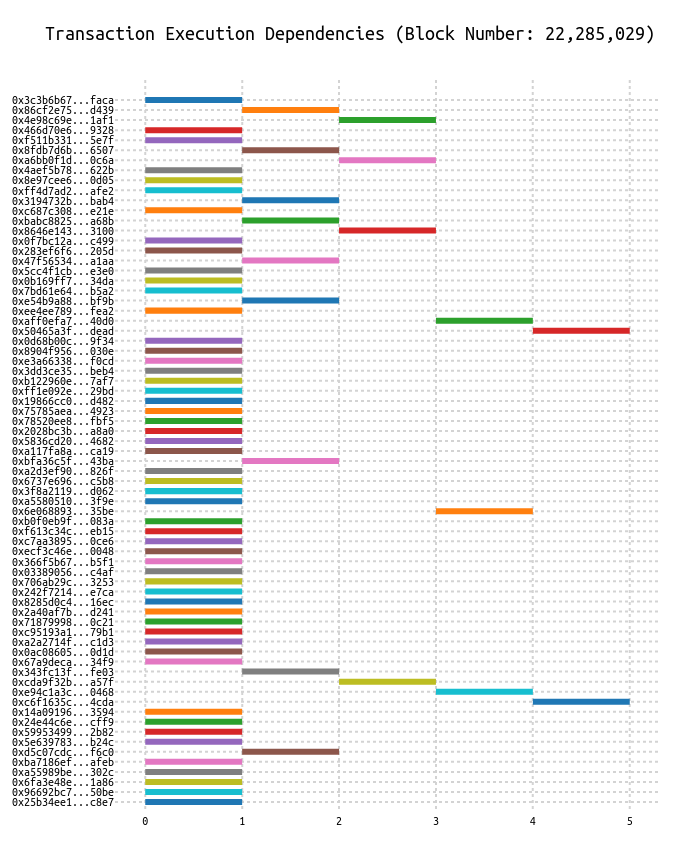 Transaction Execution Dependencies (Block Number: 22,285,029)
0x3c3b6b67...faca
0x86cf2e75...d439
0x4e98c69e...1af1
0x466d70e6...9328
0xf511b331...5e7f
0x8fdb7d6b...6507
0xa6bb0f1d...0c6a
0x4aef5b78...622b
0x8e97cee6...0d05
0xff4d7ad2...afe2
0x3194732b...bab4
0xc687c308...e21e
0xbabc8825...a68b
0x8646e143...3100
0x0f7bc12a...c499
0x283ef6f6...205d
0x47f56534...a1aa
0x5cc4f1cb...e3e0
0x0b169ff7...34da
0x7bd61e64...b5a2
0xe54b9a88...bf9b
0xee4ee789...fea2
0xaff0efa7...40d0
0x50465a3f...dead
0x0d68b00c...9f34
0x8904f956...030e
0xe3a66338...f0cd
0x3dd3ce35...beb4
0xb122960e...7af7
0xff1e092e...29bd
0x19866cc0...d482
0x75785aea...4923
0x78520ee8...fbf5
0x2028bc3b...a8a0
0x5836cd20...4682
0xa117fa8a...ca19
0xbfa36c5f...43ba
0xa2d3ef90...826f
0x6737e696...c5b8
0x3f8a2119...d062
0xa5580510...3f9e
0x6e068893...35be
0xb0f0eb9f...083a
0xf613c34c...eb15
0xc7aa3895...0ce6
0xecf3c46e...0048
0x366f5b67...b5f1
0x03389056...c4af
0x706ab29c...3253
0x242f7214...e7ca
0x8285d0c4...16ec
0x2a40af7b...d241
0x71879998...0c21
0xc95193a1...79b1
0xa2a2714f...c1d3
0x0ac08605...0d1d
0x67a9deca...34f9
0x343fc13f...fe03
0xcda9f32b...a57f
0xe94c1a3c...0468
0xc6f1635c...4cda
0x14a09196...3594
0x24e44c6e...cff9
0x59953499...2b82
0x5e639783...b24c
0xd5c07cdc...f6c0
0xba7186ef...afeb
0xa55989be...302c
0x6fa3e48e...1a86
0x96692bc7...50be
0x25b34ee1...c8e7
0 1 2 3 4 5